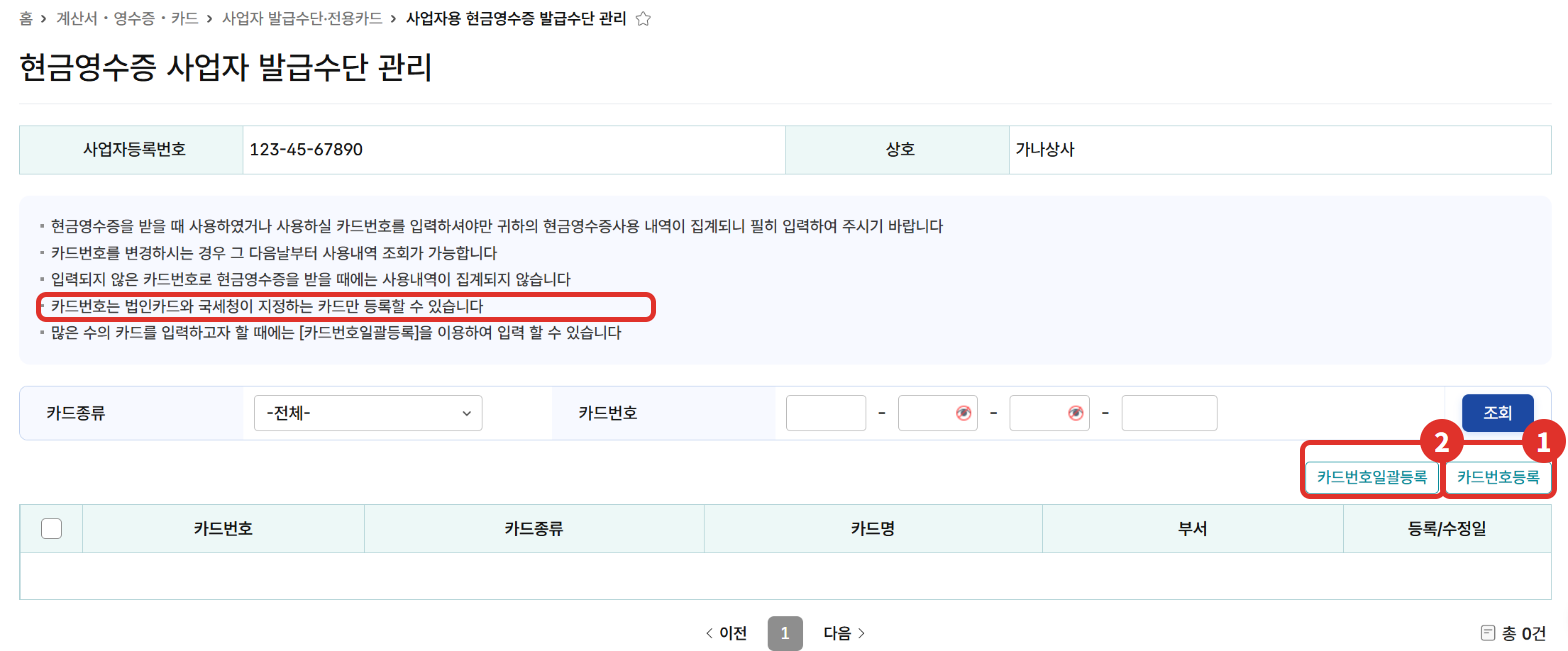 홈 > 계산서・영수증・카드 > 사업자 발급수단·전용카드 > 사업자용 현금영수증 발급수단 관리
현금영수증 사업자 발급수단 관리
사업자등록번호 123-45-67890 상호 가나상사
▪ 현금영수증을 받을 때 사용하였거나 사용하실 카드번호를 입력하셔야만 귀하의 현금영수증사용 내역이 집계되니 필히 입력하여 주시기 바랍니다
▪ 카드번호를 변경하시는 경우 그 다음날부터 사용내역 조회가 가능합니다
▪ 입력되지 않은 카드번호로 현금영수증을 받을 때에는 사용내역이 집계되지 않습니다
▪ 카드번호는 법인카드와 국세청이 지정하는 카드만 등록할 수 있습니다
▪ 많은 수의 카드를 입력하고자 할 때에는 [카드번호일괄등록]을 이용하여 입력 할 수 있습니다
카드종류 -전체- 카드번호 - - - 조회
2 1
카드번호일괄등록 카드번호등록
카드번호 카드종류 카드명 부서 등록/수정일
< 이전 1 다음 > 총 0건